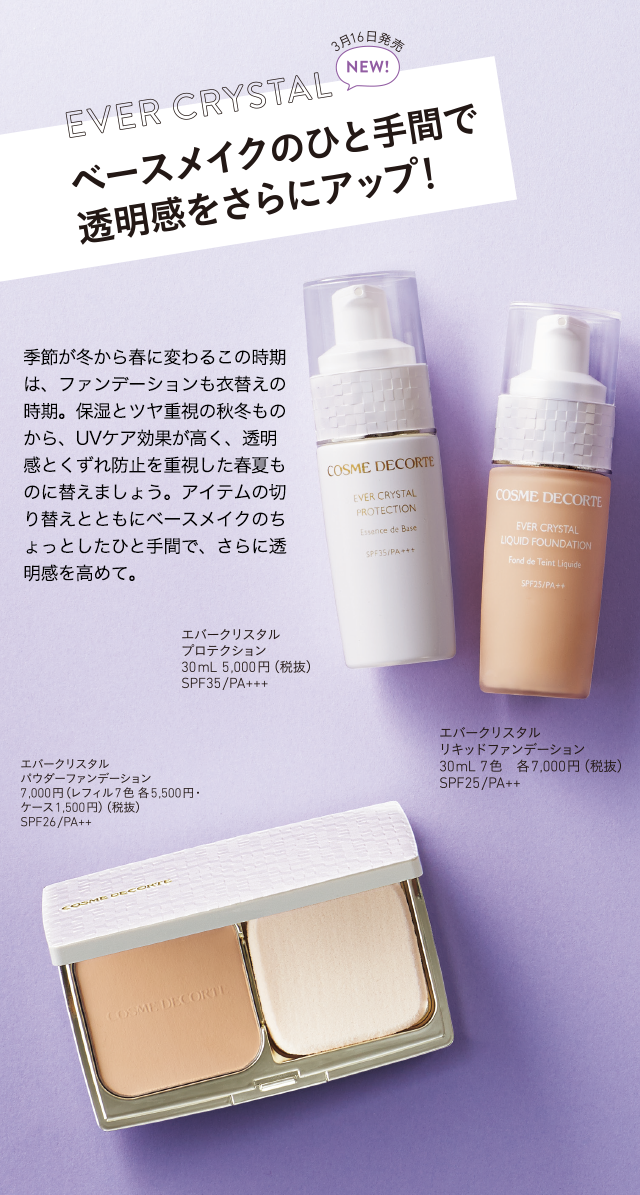 3月16日発売
NEW!
EVER CRYSTAL
ベースメイクのひと手間で
透明感をさらにアップ！
季節が冬から春に変わるこの時期
は、ファンデーションも衣替えの
時期。保湿とツヤ重視の秋冬もの
から、UVケア効果が高く、透明
感とくずれ防止を重視した春夏も
のに替えましょう。アイテムの切
り替えとともにベースメイクのち
ょっとしたひと手間で、さらに透
明感を高めて。
COSME DECORTE
EVER CRYSTAL
PROTECTION
Essence de Base
SPF35/PA+++
COSME DECORTE
EVER CRYSTAL
LIQUID FOUNDATION
Fond de Teint Liquide
SPF25/PA++
エバークリスタル
プロテクション
30mL 5,000円（税抜）
SPF35/PA+++
エバークリスタル
リキッドファンデーション
30mL 7色　各7,000円（税抜）
SPF25/PA++
エバークリスタル
パウダーファンデーション
7,000円（レフィル7色 各5,500円・
ケース1,500円）（税抜）
SPF26/PA++
COSME DECORTE
COSME DECORTE